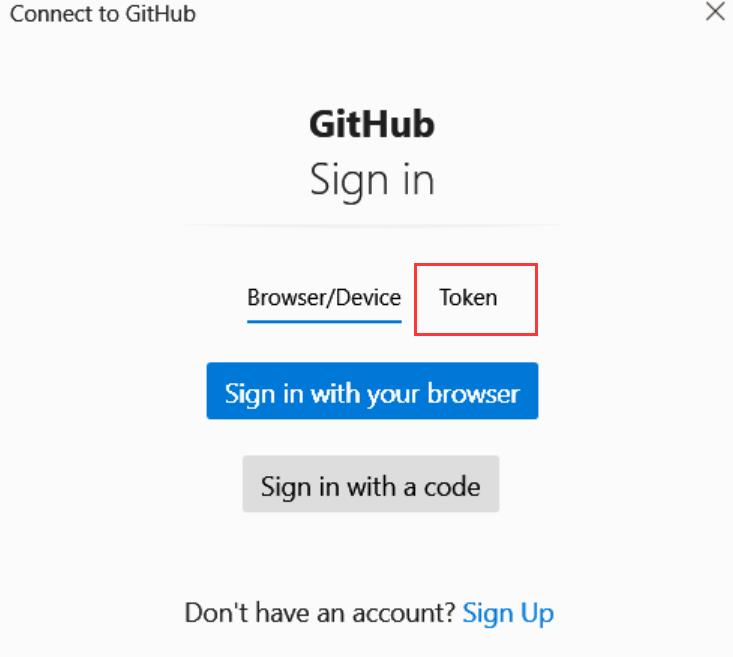 Connect to GitHub
GitHub
Sign in
Browser/Device Token
Sign in with your browser
Sign in with a code
Don't have an account? Sign Up